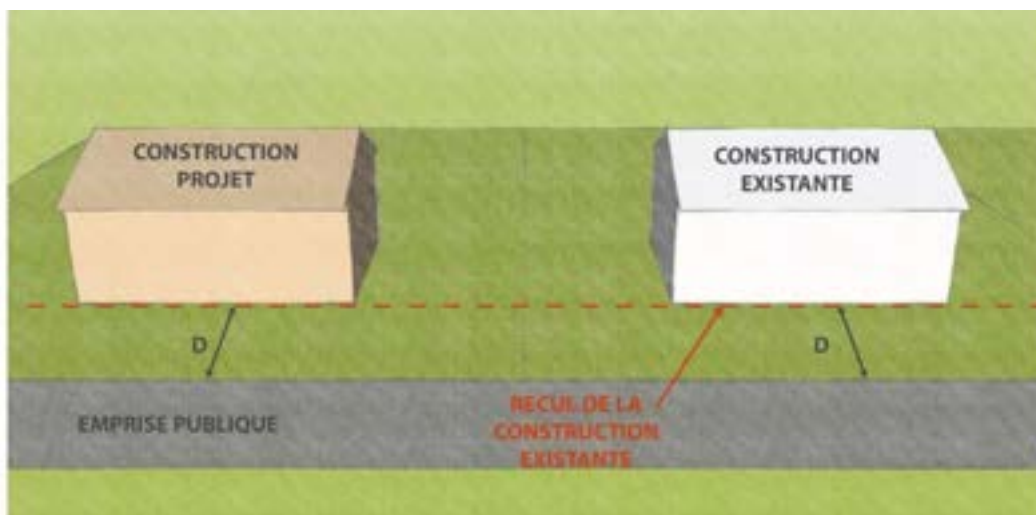 CONSTRUCTION
PROJET
CONSTRUCTION
EXISTANTE
D
D
EMPRISE PUBLIQUE
RECUL DE LA
CONSTRUCTION
EXISTANTE